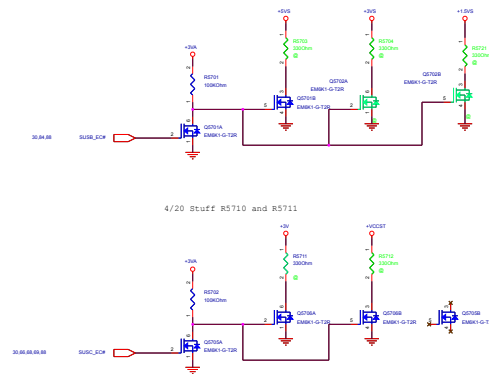 +5VS +3VS +1.5VS
+3VA
R5703 330Ohm @
R5704 330Ohm @
R5721 330Ohm @
R5701 100KOhm
Q5702A EM6K1-G-T2R
Q5702B EM6K1-G-T2R
Q5701B EM6K1-G-T2R
Q5701A EM6K1-G-T2R
30,84,88 SUSB_EC#
4/20 Stuff R5710 and R5711
+3V +VCCST
+3VA
R5711 330Ohm @
R5712 330Ohm @
R5702 100KOhm
Q5706A EM6K1-G-T2R
Q5706B EM6K1-G-T2R
Q5705B EM6K1-G-T
Q5705A EM6K1-G-T2R
30,68,88,69,88 SUSC_EC#